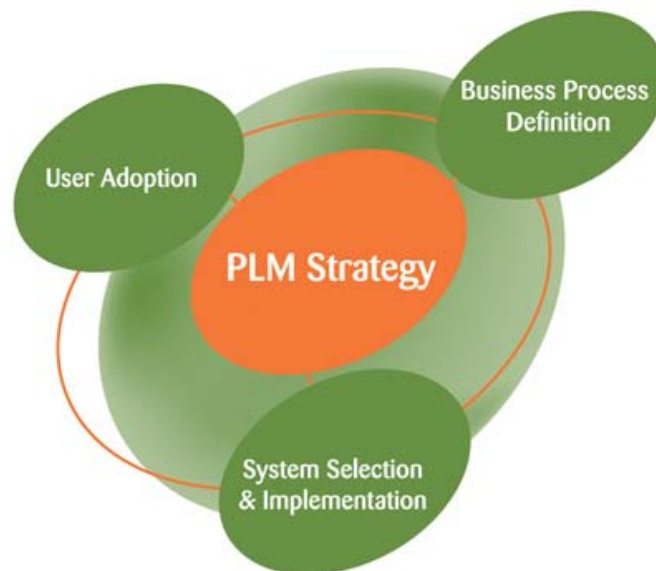 Business Process
Definition
User Adoption
PLM Strategy
System Selection
& Implementation